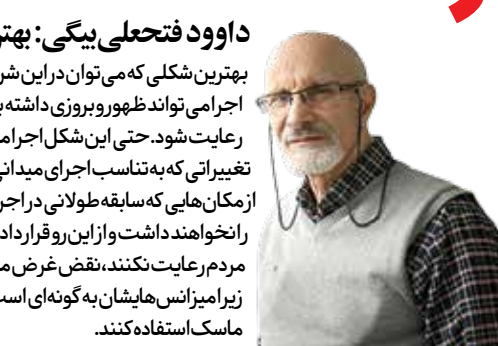 داوود فتحعلی‌بیگی: بهتر
بهترین شکلی که می‌توان در این شر
اجرا می‌تواند ظهور و بروزی داشته ب
رعایت شود. حتی این شکل اجرا م
تغییراتی که به تناسب اجرای میدانی
از مکان‌هایی که سابقه طولانی در اجر
را نخواهند داشت و از این رو قرارداد
مردم رعایت نکنند، نقض غرض م
زیرا میزانس‌هایشان به گونه‌ای است
ماسک استفاده کنند.